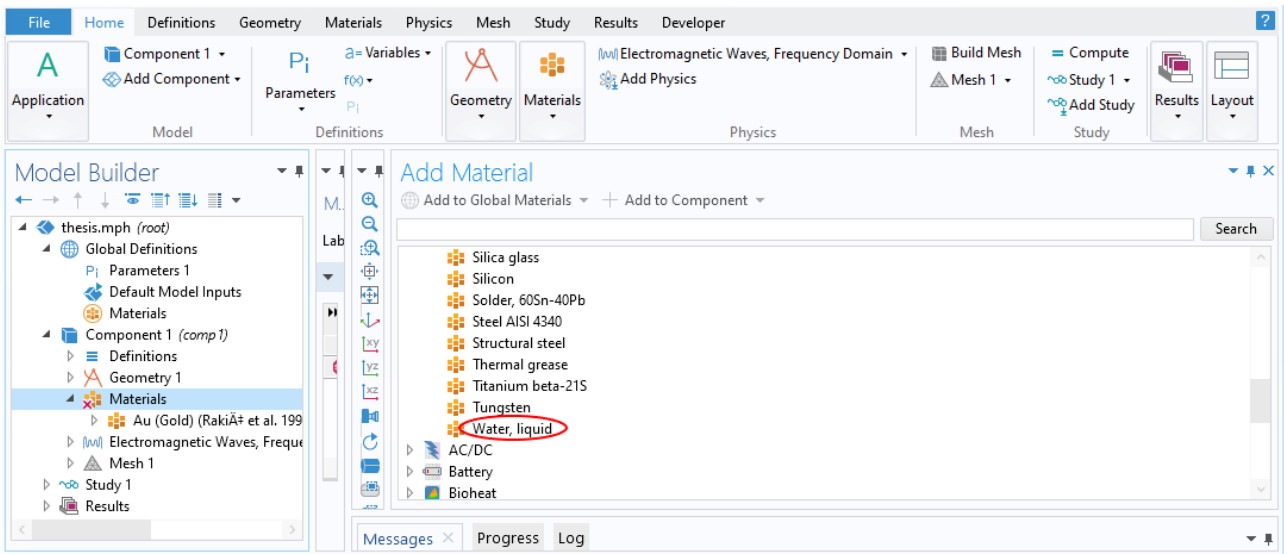 File Home Definitions Geometry Materials Physics Mesh Study Results Developer ?
A Component 1 Pi a= Variables Electromagnetic Waves, Frequency Domain Build Mesh = Compute
Add Component Parameters f(x) Add Physics Mesh 1 Study 1
Application Pi Geometry Materials Add Study Results Layout
Model Definitions Physics Mesh Study
Model Builder
thesis.mph (root)
Global Definitions
Pi Parameters 1
Default Model Inputs
Materials
Component 1 (comp1)
Definitions
Geometry 1
Materials
Au (Gold) (RakiÄ‡ et al. 199
Electromagnetic Waves, Freque
Mesh 1
Study 1
Results
M..
Lab
xy
yz
xz
Add Material
Add to Global Materials Add to Component
Search
Silica glass
Silicon
Solder, 60Sn-40Pb
Steel AISI 4340
Structural steel
Thermal grease
Titanium beta-21S
Tungsten
Water, liquid
AC/DC
Battery
Bioheat
Messages Progress Log